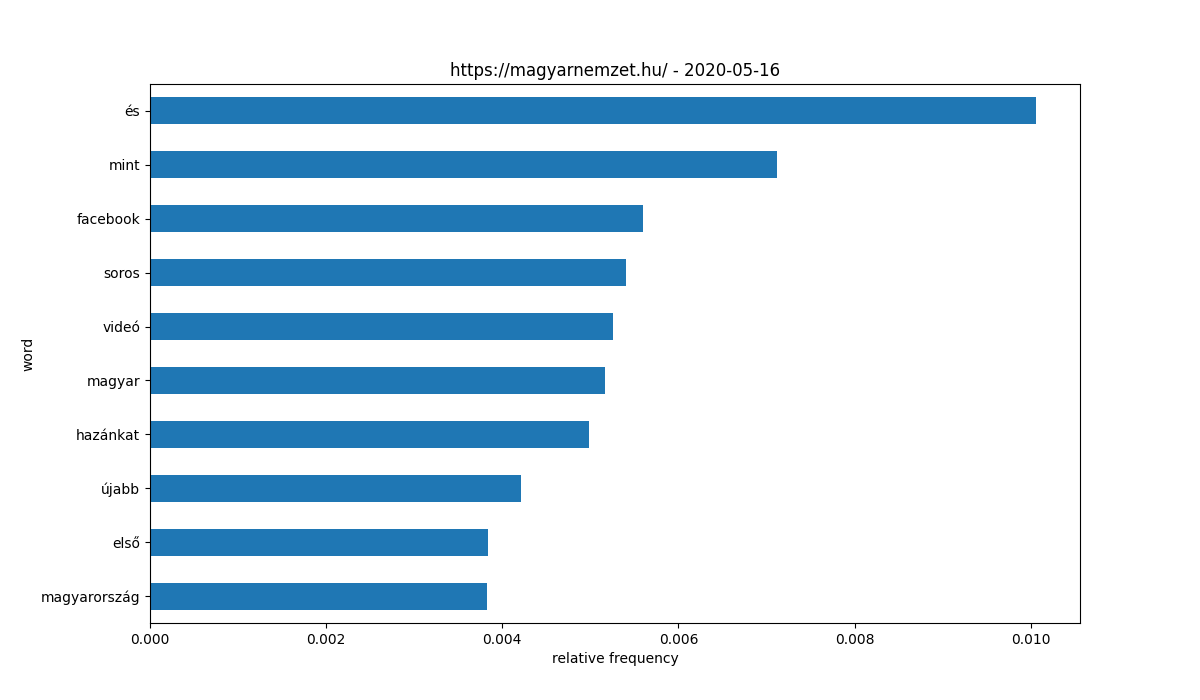 https://magyarnemzet.hu/ - 2020-05-16
és
mint
facebook
soros
videó
magyar
hazánkat
újabb
első
magyarország
word
0.000 0.002 0.004 0.006 0.008 0.010
relative frequency